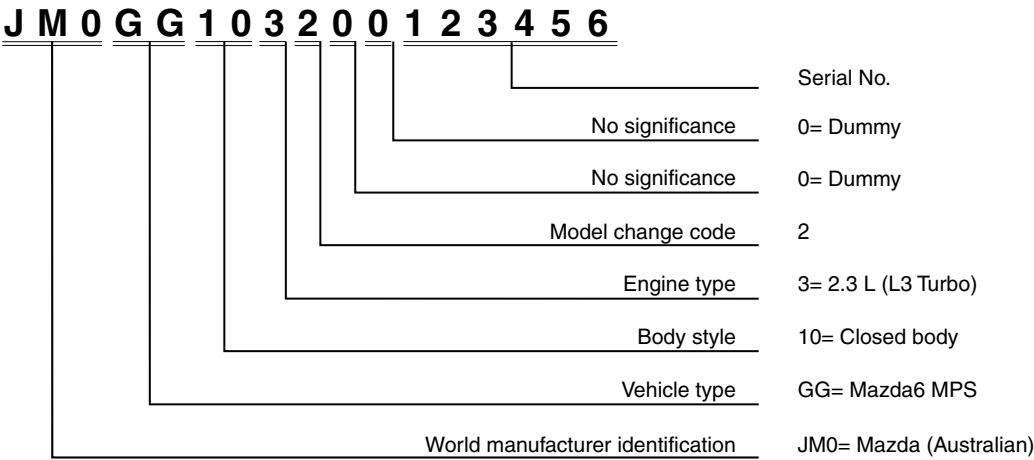 J M 0 G G 1 0 3 2 0 0 1 2 3 4 5 6
Serial No.
No significance 0= Dummy
No significance 0= Dummy
Model change code 2
Engine type 3= 2.3 L (L3 Turbo)
Body style 10= Closed body
Vehicle type GG= Mazda6 MPS
World manufacturer identification JM0= Mazda (Australian)